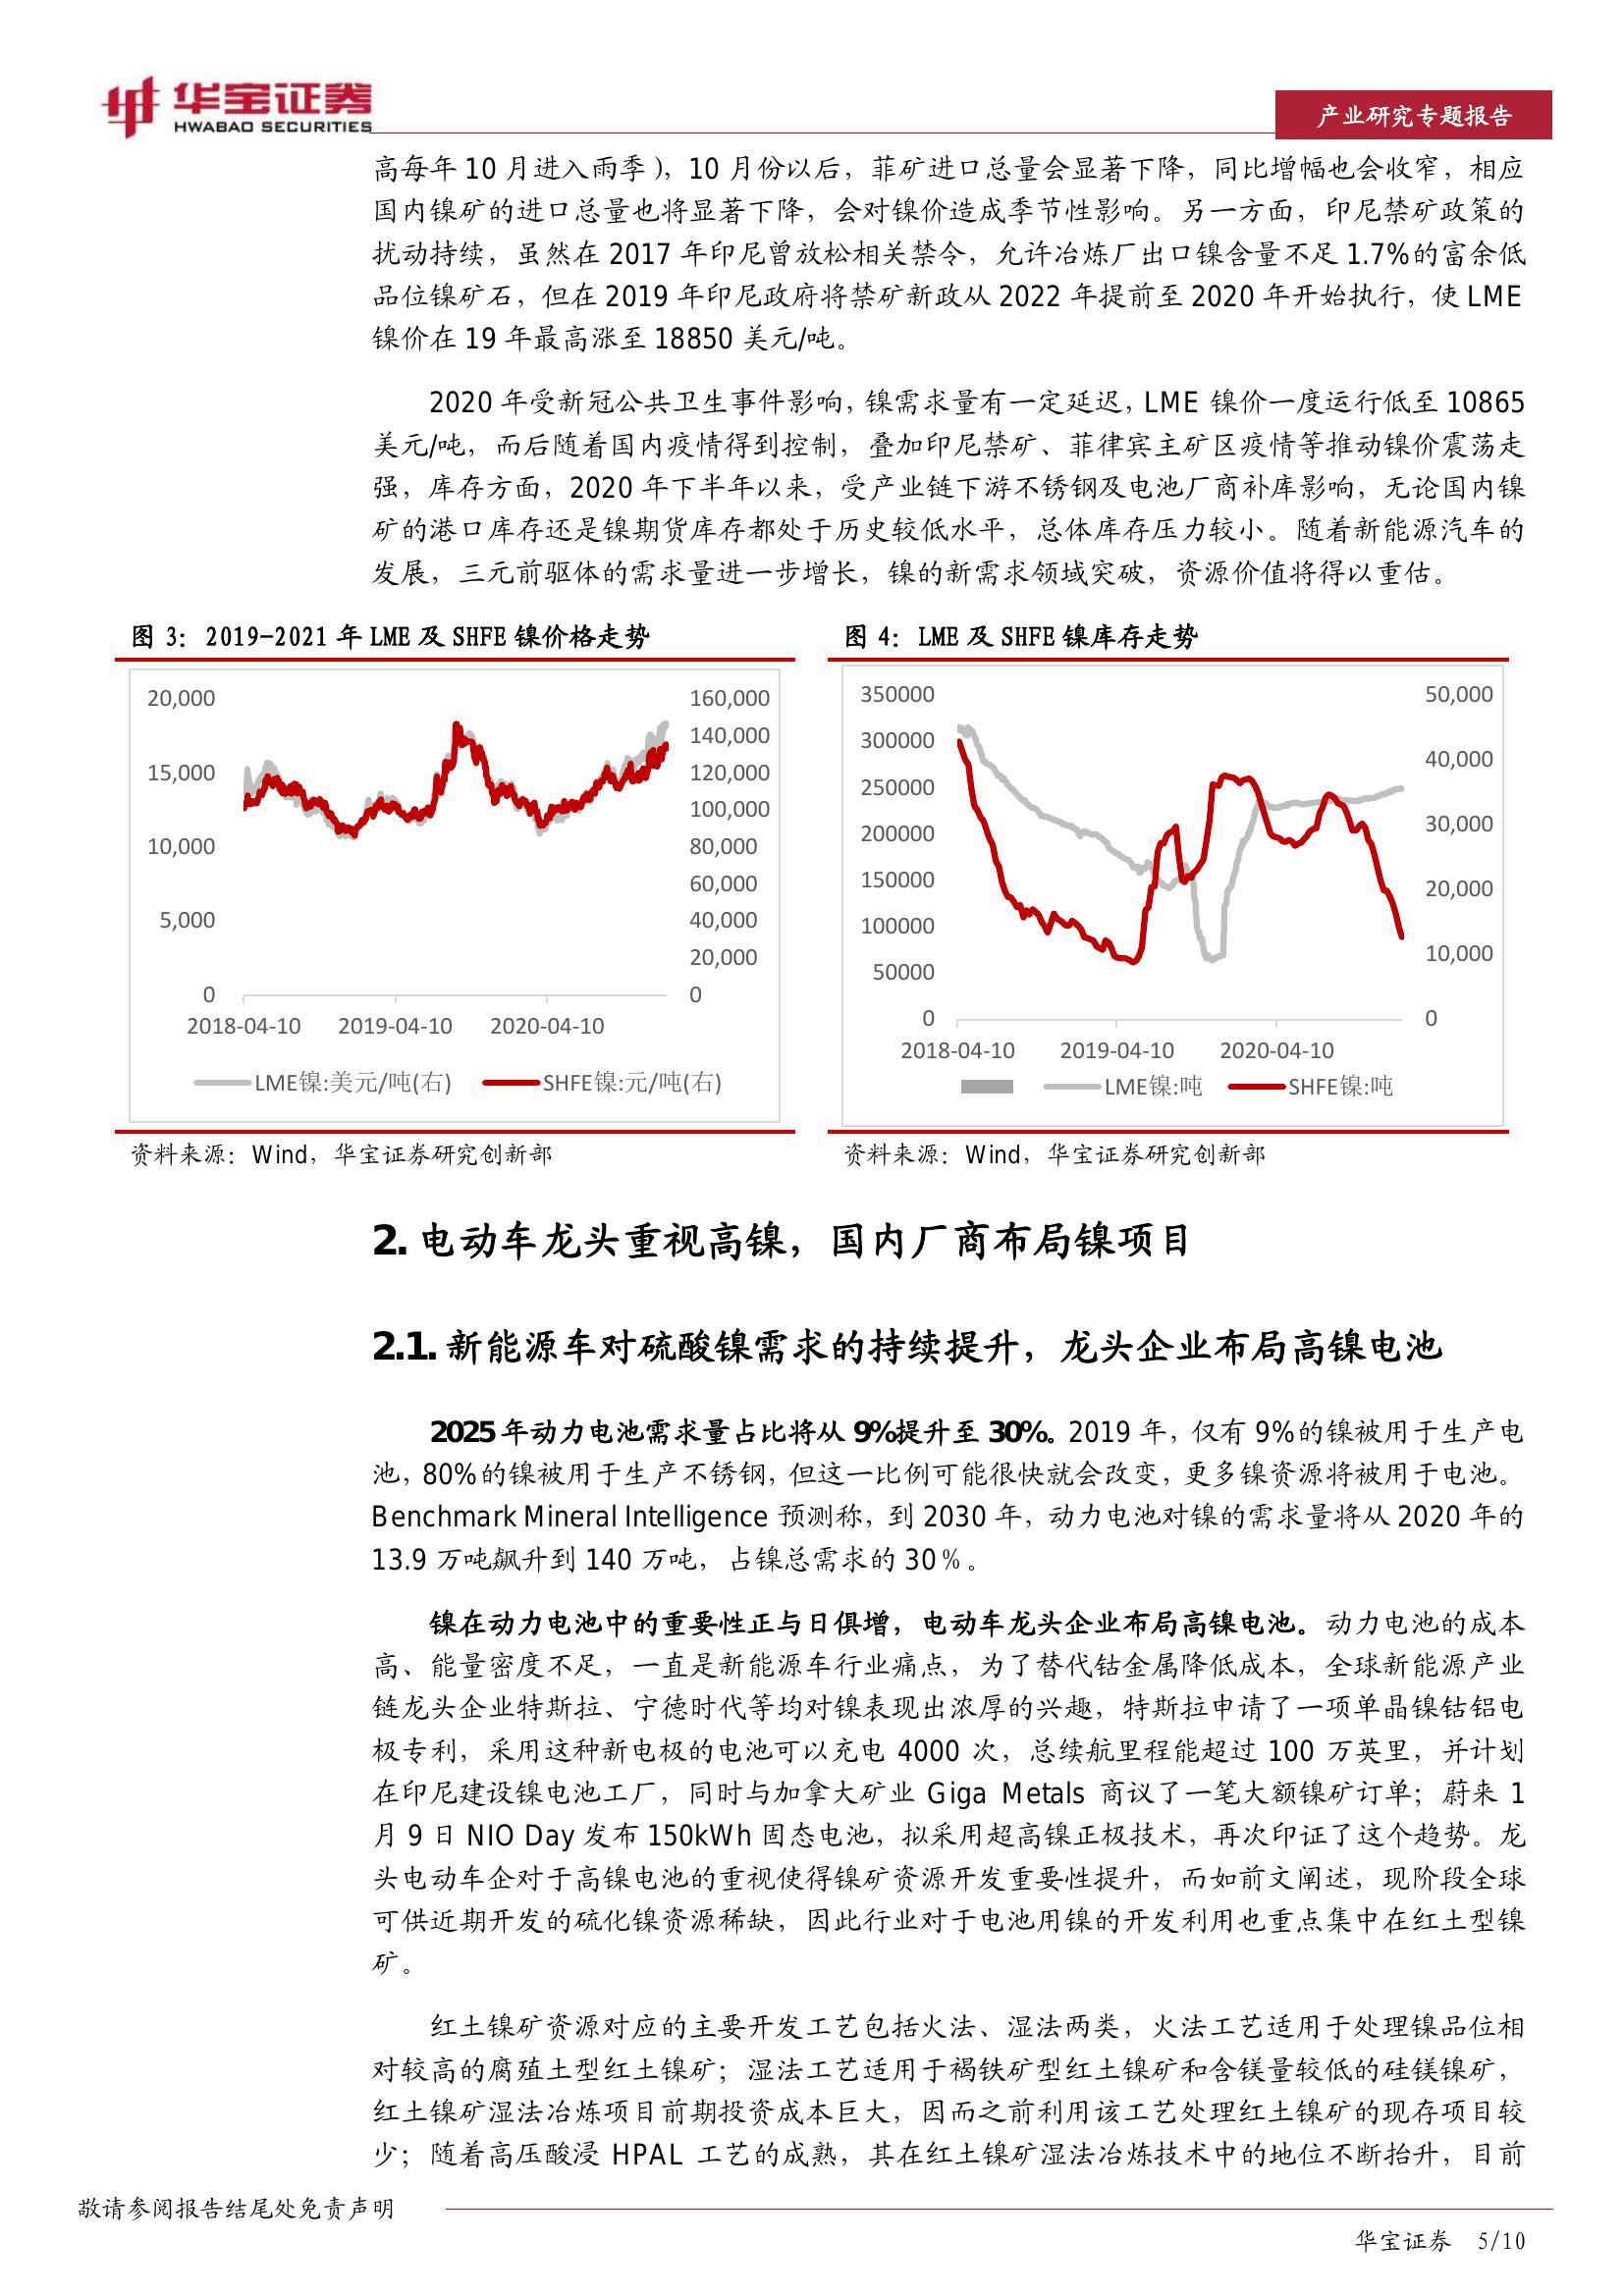 华宝证券
HWABAO SECURITIES
产业研究专题报告
高每年 10 月进入雨季），10 月份以后，菲矿进口总量会显著下降，同比增幅也会收窄，相应
国内镍矿的进口总量也将显著下降，会对镍价造成季节性影响。另一方面，印尼禁矿政策的
扰动持续，虽然在 2017 年印尼曾放松相关禁令，允许冶炼厂出口镍含量不足 1.7%的富余低
品位镍矿石，但在 2019 年印尼政府将禁矿新政从 2022 年提前至 2020 年开始执行，使 LME
镍价在 19 年最高涨至 18850 美元/吨。
2020 年受新冠公共卫生事件影响，镍需求量有一定延迟，LME 镍价一度运行低至 10865
美元/吨，而后随着国内疫情得到控制，叠加印尼禁矿、菲律宾主矿区疫情等推动镍价震荡走
强，库存方面，2020 年下半年以来，受产业链下游不锈钢及电池厂商补库影响，无论国内镍
矿的港口库存还是镍期货库存都处于历史较低水平，总体库存压力较小。随着新能源汽车的
发展，三元前驱体的需求量进一步增长，镍的新需求领域突破，资源价值将得以重估。
图 3：2019-2021 年 LME 及 SHFE 镍价格走势
20,000
15,000
10,000
5,000
0
160,000
140,000
120,000
100,000
80,000
60,000
40,000
20,000
0
2018-04-10 2019-04-10 2020-04-10
LME镍:美元/吨(右) SHFE镍:元/吨(右)
资料来源：Wind，华宝证券研究创新部
图 4：LME 及 SHFE 镍库存走势
350000
300000
250000
200000
150000
100000
50000
0
50,000
40,000
30,000
20,000
10,000
0
2018-04-10 2019-04-10 2020-04-10
LME镍:吨 SHFE镍:吨
资料来源：Wind，华宝证券研究创新部
2. 电动车龙头重视高镍，国内厂商布局镍项目
2.1. 新能源车对硫酸镍需求的持续提升，龙头企业布局高镍电池
2025 年动力电池需求量占比将从 9%提升至 30%。2019 年，仅有 9%的镍被用于生产电
池，80%的镍被用于生产不锈钢，但这一比例可能很快就会改变，更多镍资源将被用于电池。
Benchmark Mineral Intelligence 预测称，到 2030 年，动力电池对镍的需求量将从 2020 年的
13.9 万吨飙升到 140 万吨，占镍总需求的 30％。
镍在动力电池中的重要性正与日俱增，电动车龙头企业布局高镍电池。动力电池的成本
高、能量密度不足，一直是新能源车行业痛点，为了替代钴金属降低成本，全球新能源产业
链龙头企业特斯拉、宁德时代等均对镍表现出浓厚的兴趣，特斯拉申请了一项单晶镍钴铝电
极专利，采用这种新电极的电池可以充电 4000 次，总续航里程能超过 100 万英里，并计划
在印尼建设镍电池工厂，同时与加拿大矿业 Giga Metals 商议了一笔大额镍矿订单；蔚来 1
月 9 日 NIO Day 发布 150kWh 固态电池，拟采用超高镍正极技术，再次印证了这个趋势。龙
头电动车企对于高镍电池的重视使得镍矿资源开发重要性提升，而如前文阐述，现阶段全球
可供近期开发的硫化镍资源稀缺，因此行业对于电池用镍的开发利用也重点集中在红土型镍
矿。
红土镍矿资源对应的主要开发工艺包括火法、湿法两类，火法工艺适用于处理镍品位相
对较高的腐殖土型红土镍矿；湿法工艺适用于褐铁矿型红土镍矿和含镁量较低的硅镁镍矿，
红土镍矿湿法冶炼项目前期投资成本巨大，因而之前利用该工艺处理红土镍矿的现存项目较
少；随着高压酸浸 HPAL 工艺的成熟，其在红土镍矿湿法冶炼技术中的地位不断抬升，目前
敬请参阅报告结尾处免责声明
华宝证券 5/10